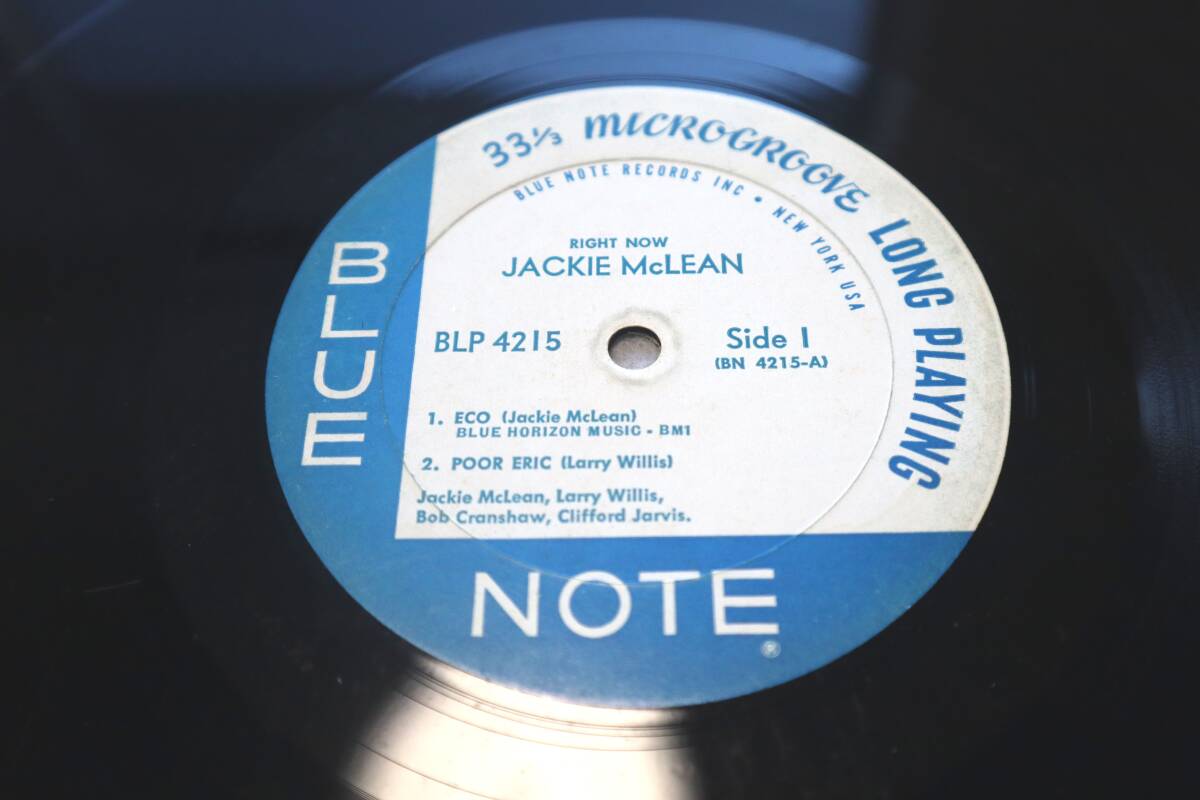 33⅓ MICROGROOVE LONG PLAYING
BLUE NOTE RECORDS INC • NEW YORK USA
RIGHT NOW
JACKIE McLEAN
BLP 4215
Side 1
(BN 4215-A)
1. ECO (Jackie McLean)
BLUE HORIZON MUSIC - BM1
2. POOR ERIC (Larry Willis)
Jackie McLean, Larry Willis,
Bob Cranshaw, Clifford Jarvis.
BLUE
NOTE
®